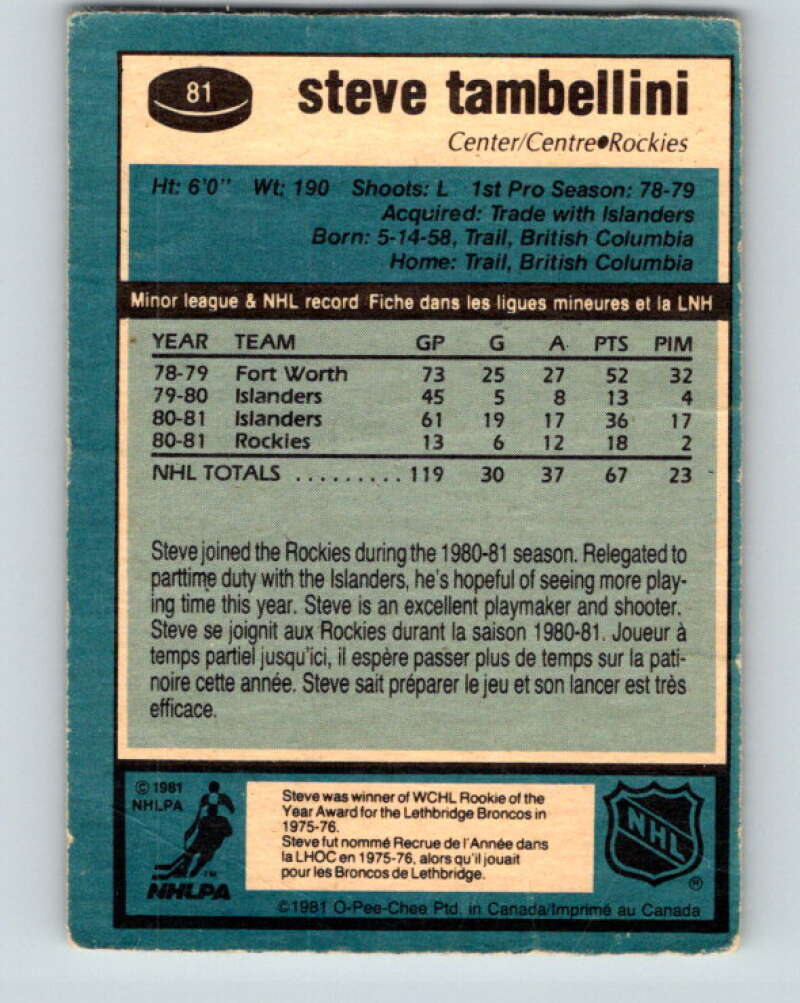 81
steve tambellini
Center/Centre●Rockies
Ht: 6'0" Wt: 190 Shoots: L 1st Pro Season: 78-79
Acquired: Trade with Islanders
Born: 5-14-58, Trail, British Columbia
Home: Trail, British Columbia
Minor league & NHL record Fiche dans les ligues mineures et la LNH
YEAR TEAM GP G A PTS PIM
78-79 Fort Worth 73 25 27 52 32
79-80 Islanders 45 5 8 13 4
80-81 Islanders 61 19 17 36 17
80-81 Rockies 13 6 12 18 2
NHL TOTALS ......... 119 30 37 67 23
Steve joined the Rockies during the 1980-81 season. Relegated to
parttime duty with the Islanders, he's hopeful of seeing more play-
ing time this year. Steve is an excellent playmaker and shooter.
Steve se joignit aux Rockies durant la saison 1980-81. Joueur à
temps partiel jusqu'ici, il espère passer plus de temps sur la pati-
noire cette année. Steve sait préparer le jeu et son lancer est très
efficace.
© 1981
NHLPA
TM
NHLPA
Steve was winner of WCHL Rookie of the
Year Award for the Lethbridge Broncos in
1975-76.
Steve fut nommé Recrue de l'Année dans
la LHOC en 1975-76, alors qu'il jouait
pour les Broncos de Lethbridge.
NHL
®
©1981 O-Pee-Chee Ptd. in Canada/Imprimé au Canada